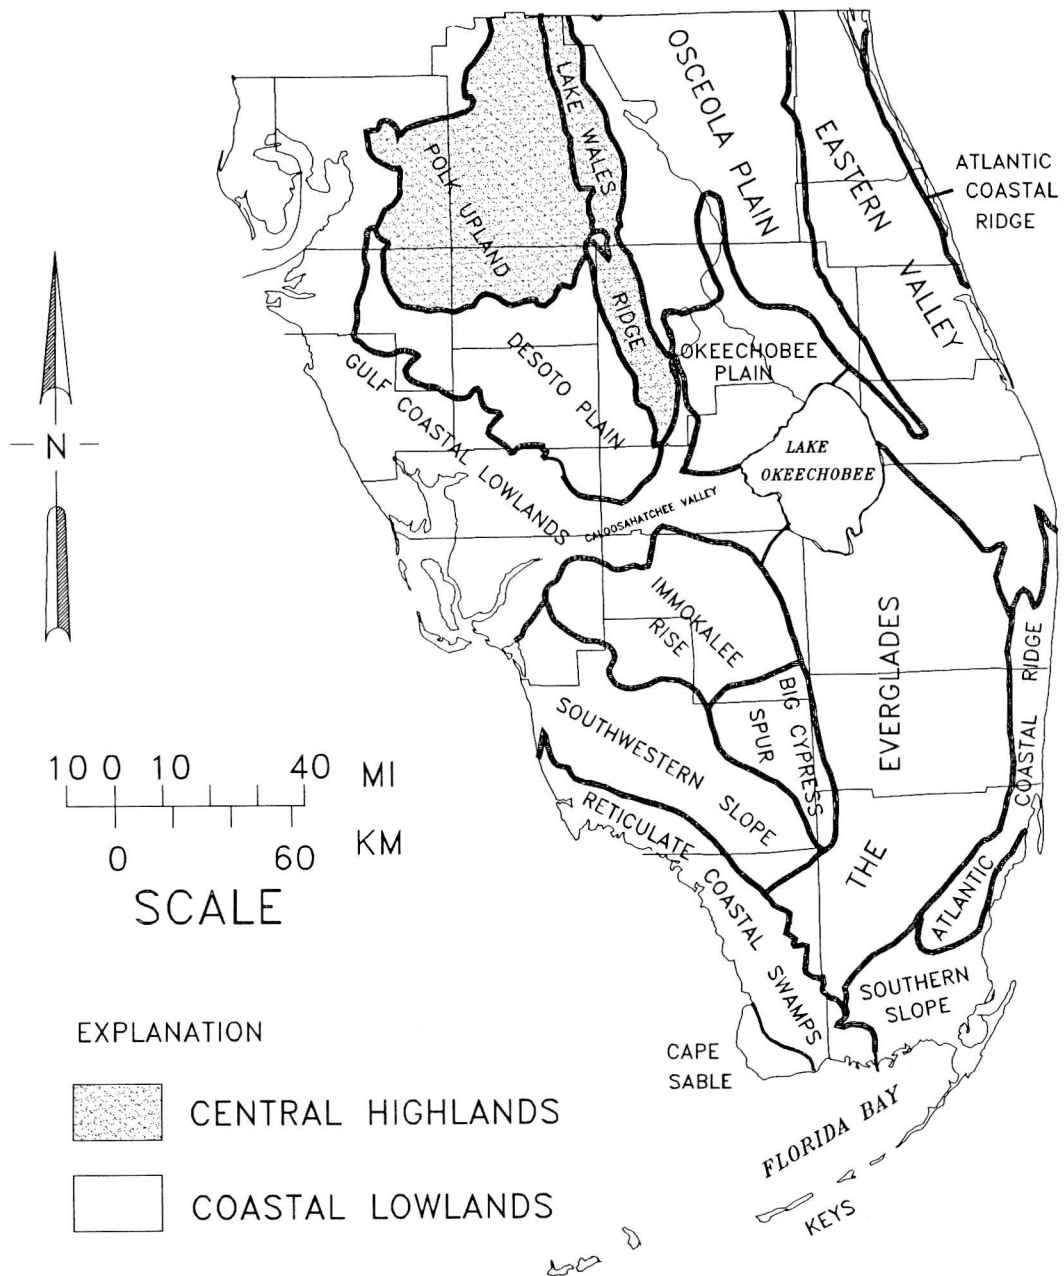 OSCEOLA PLAIN
LAKE WALES
RIDGE
EASTERN
VALLEY
ATLANTIC
COASTAL
RIDGE
POLK UPLAND
DESOTO PLAIN
OKEECHOBEE
PLAIN
GULF COASTAL LOWLANDS
LAKE
OKEECHOBEE
CALOOSAHATCHEE VALLEY
N
IMMOKALEE
RISE
BIG CYPRESS
SPUR
THE EVERGLADES
ATLANTIC COASTAL RIDGE
SOUTHWESTERN SLOPE
RETICULATE COASTAL SWAMPS
10 0 10 40 MI
0 60 KM
SCALE
SOUTHERN
SLOPE
CAPE
SABLE
FLORIDA BAY
KEYS
EXPLANATION
CENTRAL HIGHLANDS
COASTAL LOWLANDS